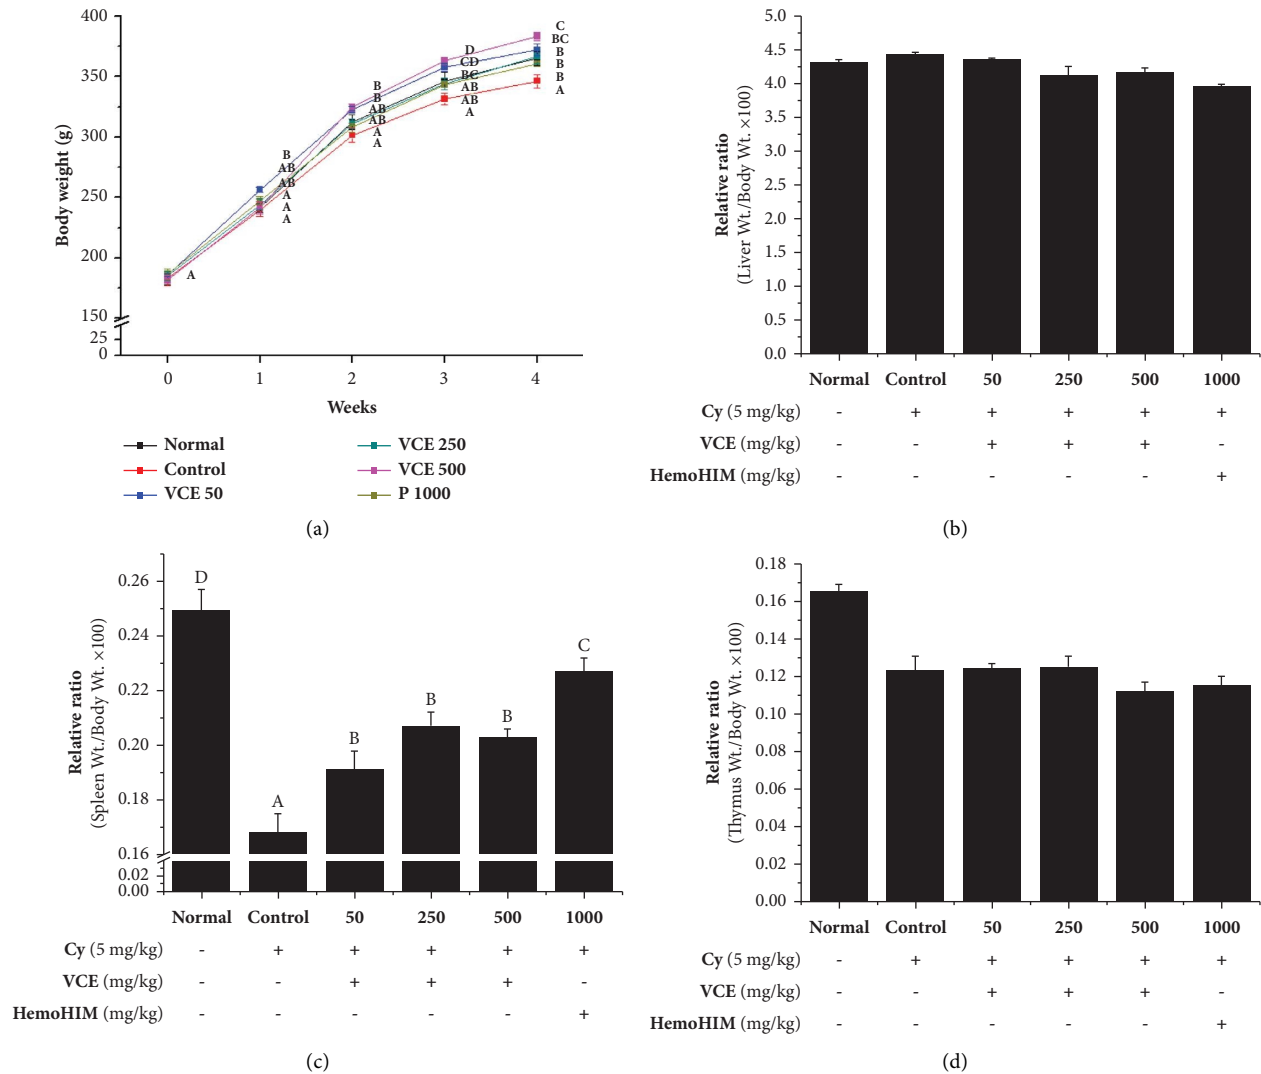 400
350
300
250
200
150
25
0
Body weight (g)
B
AB
AB
A
A
A
A
B
B
AB
AB
A
A
D
CD
BC
AB
AB
A
C
BC
B
B
B
A
0 1 2 3 4
Weeks
Normal VCE 250
Control VCE 500
VCE 50 P 1000
(a)
5.0
4.5
4.0
3.5
3.0
2.5
2.0
1.5
1.0
0.5
0.0
Relative ratio
(Liver Wt./Body Wt. ×100)
Normal Control 50 250 500 1000
Cy (5 mg/kg) - + + + + +
VCE (mg/kg) - - + + + -
HemoHIM (mg/kg) - - - - - +
(b)
0.26
0.24
0.22
0.20
0.18
0.16
0.02
0.00
Relative ratio
(Spleen Wt./Body Wt. ×100)
D A B B B C
Normal Control 50 250 500 1000
Cy (5 mg/kg) - + + + + +
VCE (mg/kg) - - + + + -
HemoHIM (mg/kg) - - - - - +
(c)
0.18
0.16
0.14
0.12
0.10
0.08
0.06
0.04
0.02
0.00
Relative ratio
(Thymus Wt./Body Wt. ×100)
Normal Control 50 250 500 1000
Cy (5 mg/kg) - + + + + +
VCE (mg/kg) - - + + + -
HemoHIM (mg/kg) - - - - - +
(d)